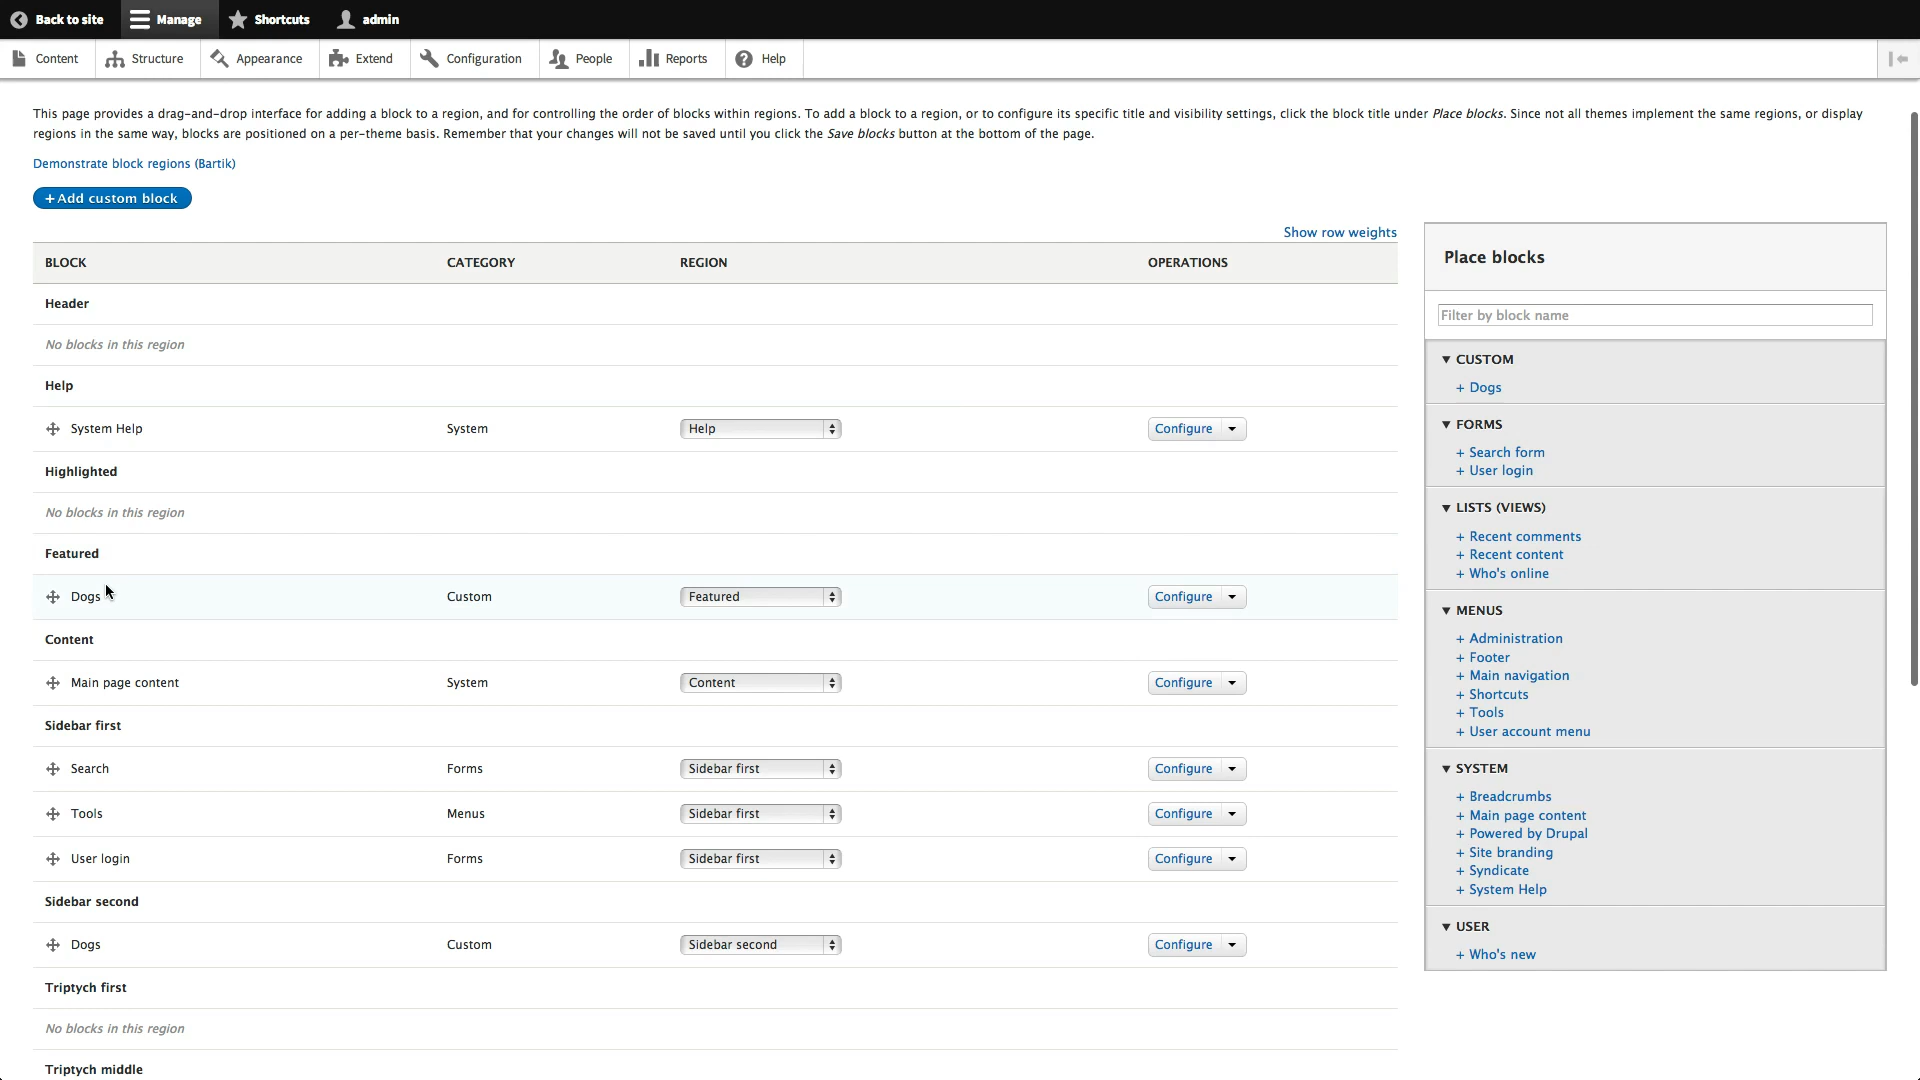 Back to site Manage Shortcuts admin
Content Structure Appearance Extend Configuration People Reports Help
This page provides a drag-and-drop interface for adding a block to a region, and for controlling the order of blocks within regions. To add a block to a region, or to configure its specific title and visibility settings, click the block title under Place blocks. Since not all themes implement the same regions, or display
regions in the same way, blocks are positioned on a per-theme basis. Remember that your changes will not be saved until you click the Save blocks button at the bottom of the page.
Demonstrate block regions (Bartik)
+ Add custom block
Show row weights
BLOCK CATEGORY REGION OPERATIONS
Header
No blocks in this region
Help
System Help System Help Configure
Highlighted
No blocks in this region
Featured
Dogs Custom Featured Configure
Content
Main page content System Content Configure
Sidebar first
Search Forms Sidebar first Configure
Tools Menus Sidebar first Configure
User login Forms Sidebar first Configure
Sidebar second
Dogs Custom Sidebar second Configure
Triptych first
No blocks in this region
Triptych middle
Place blocks
Filter by block name
CUSTOM
+ Dogs
FORMS
+ Search form
+ User login
LISTS (VIEWS)
+ Recent comments
+ Recent content
+ Who's online
MENUS
+ Administration
+ Footer
+ Main navigation
+ Shortcuts
+ Tools
+ User account menu
SYSTEM
+ Breadcrumbs
+ Main page content
+ Powered by Drupal
+ Site branding
+ Syndicate
+ System Help
USER
+ Who's new